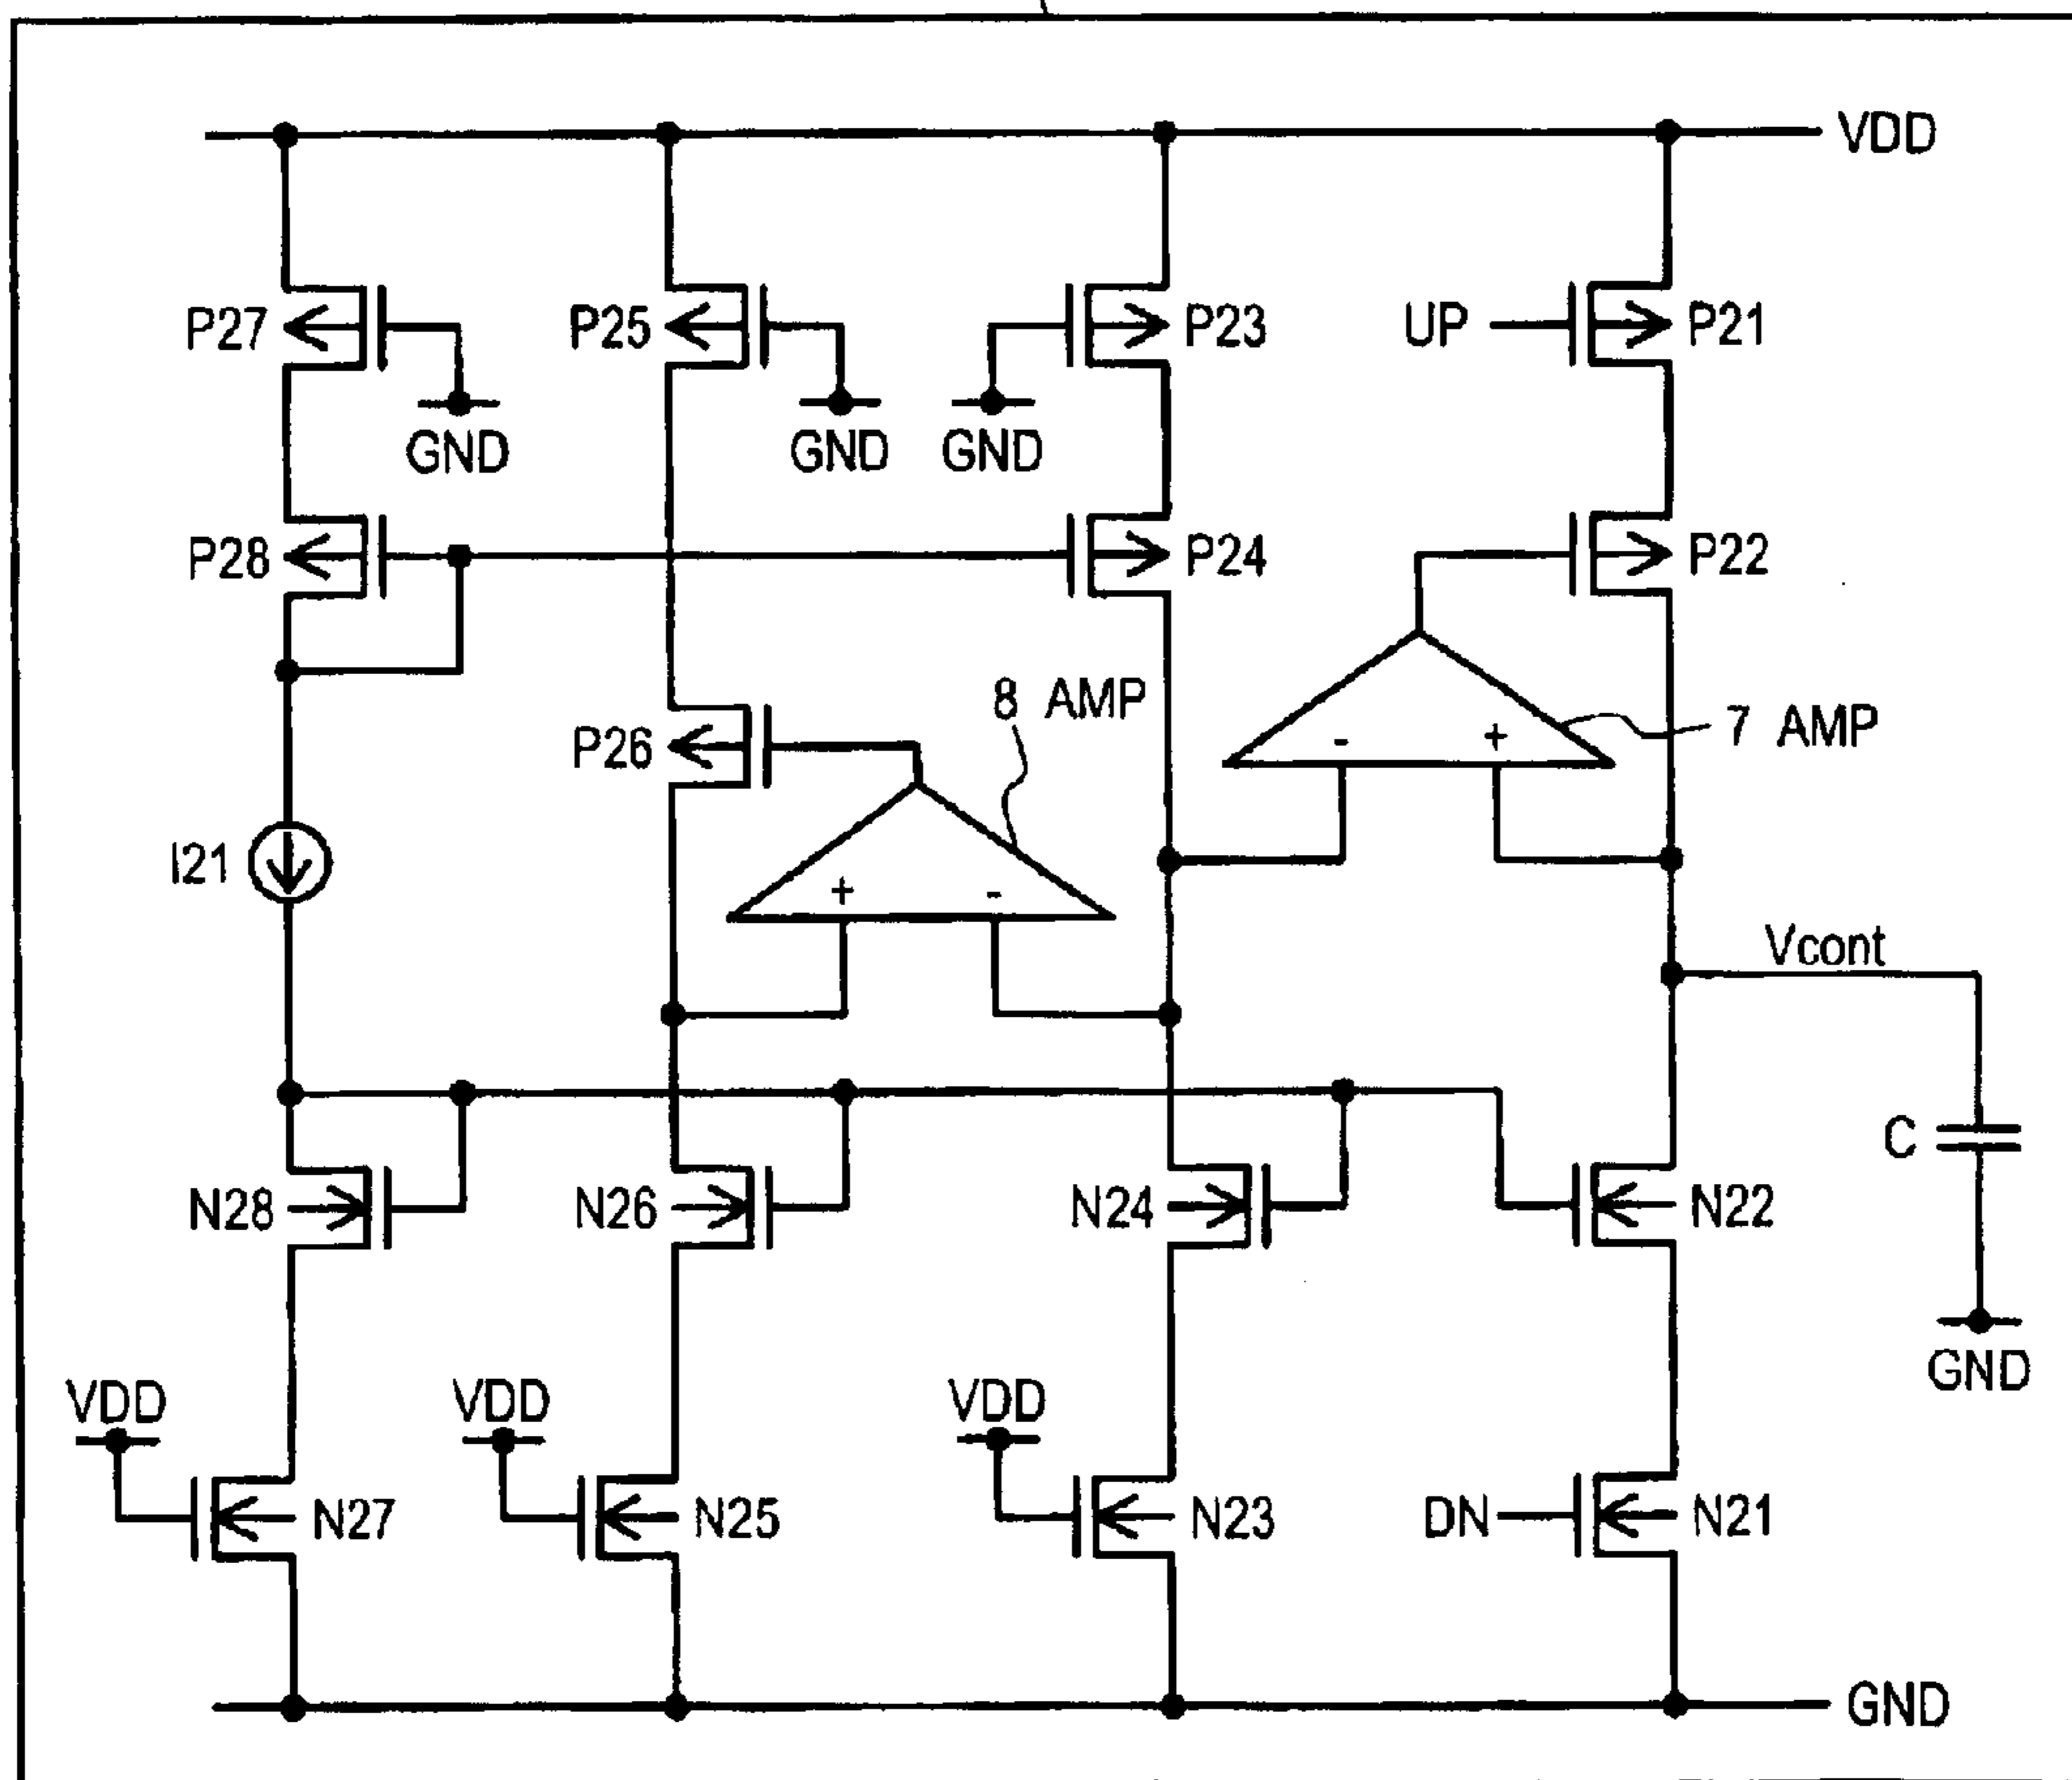 VDD
P27
P25
P23
UP
P21
GND
GND
GND
P28
P24
P22
8 AMP
P26
- +
7 AMP
I21
+ -
Vcont
C
N28
N26
N24
N22
GND
VDD
VDD
VDD
N27
N25
N23
DN
N21
GND